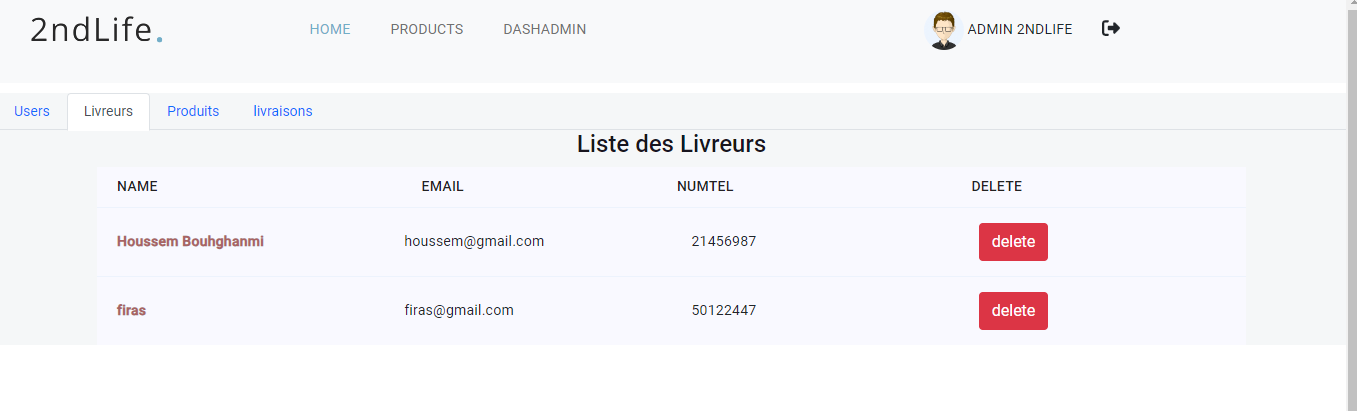 2ndLife.
HOME PRODUCTS DASHADMIN ADMIN 2NDLIFE
Users Livreurs Produits livraisons
Liste des Livreurs
NAME EMAIL NUMTEL DELETE
Houssem Bouhghanmi houssem@gmail.com 21456987 delete
firas firas@gmail.com 50122447 delete